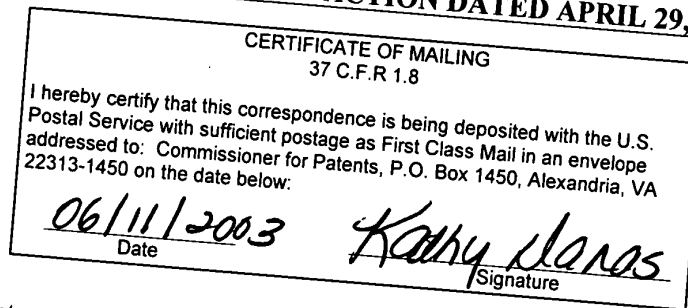 ACTION DATED APRIL 29,
CERTIFICATE OF MAILING
37 C.F.R 1.8
I hereby certify that this correspondence is being deposited with the U.S.
Postal Service with sufficient postage as First Class Mail in an envelope
addressed to: Commissioner for Patents, P.O. Box 1450, Alexandria, VA
22313-1450 on the date below:
06/11/2003 Kathy
Date Signature